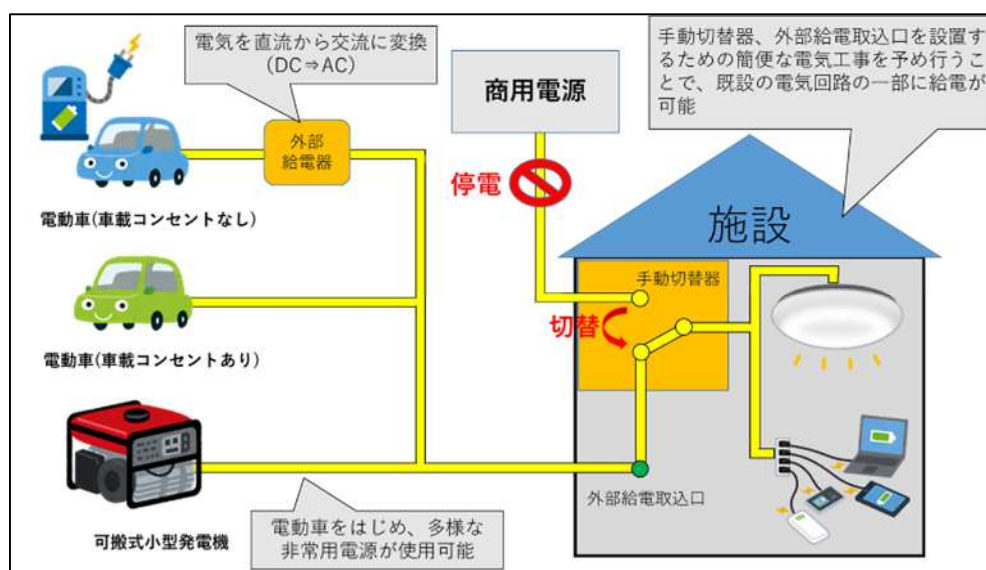 電気を直流から交流に変換
(DC⇒AC)
商用電源
手動切替器、外部給電取込口を設置す
るための簡便な電気工事を予め行うこ
とで、既設の電気回路の一部に給電が
可能
外部
給電器
停電
電動車(車載コンセントなし)
施設
手動切替器
切替
電動車(車載コンセントあり)
外部給電取込口
可搬式小型発電機
電動車をはじめ、多様な
非常用電源が使用可能